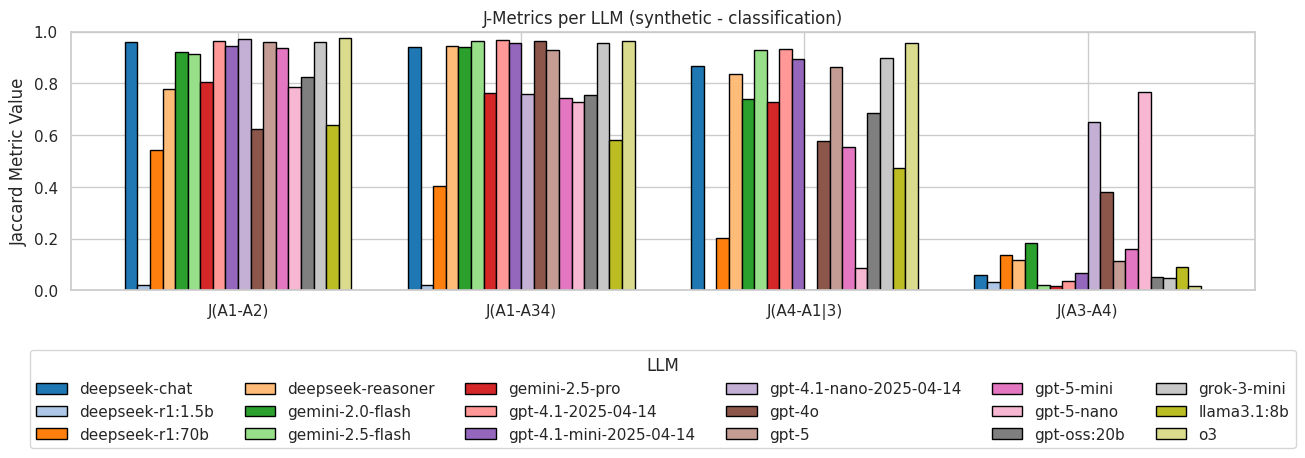 J-Metrics per LLM (synthetic - classification)
Jaccard Metric Value
1.0
0.8
0.6
0.4
0.2
0.0
J(A1-A2) J(A1-A34) J(A4-A1|3) J(A3-A4)
LLM
deepseek-chat deepseek-reasoner gemini-2.5-pro gpt-4.1-nano-2025-04-14 gpt-5-mini grok-3-mini
deepseek-r1:1.5b gemini-2.0-flash gpt-4.1-2025-04-14 gpt-4o gpt-5-nano llama3.1:8b
deepseek-r1:70b gemini-2.5-flash gpt-4.1-mini-2025-04-14 gpt-5 gpt-oss:20b o3